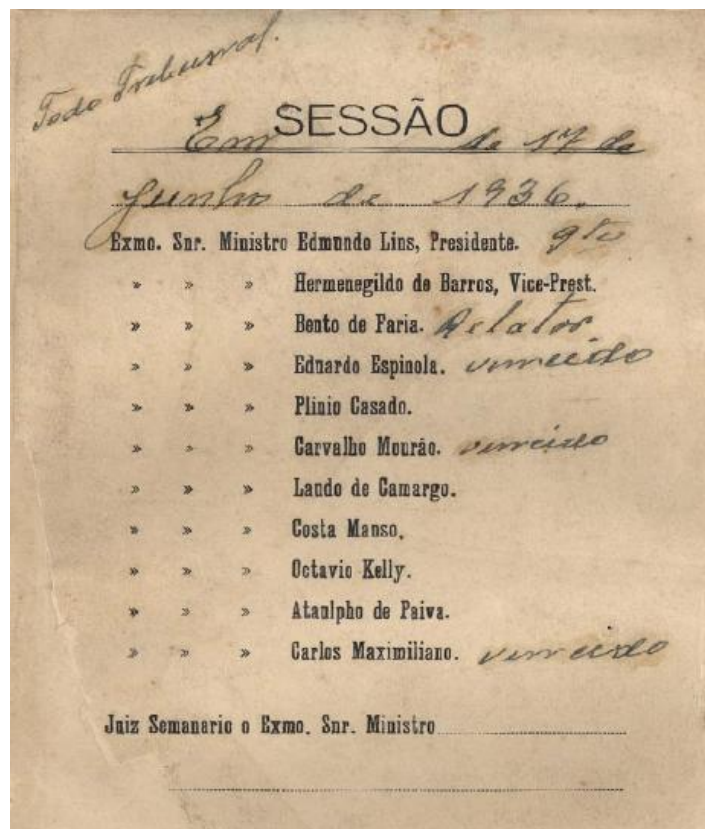 Todo Tribunal.
SESSÃO
Em de 17 de
Junho de 1936.
Exmo. Snr. Ministro Edmundo Lins, Presidente.
» » » Hermenegildo de Barros, Vice-Prest.
» » » Bento de Faria. Relator
» » » Eduardo Espinola. vencido
» » » Plinio Casado.
» » » Carvalho Mourão. vencido
» » » Laudo de Camargo.
» » » Costa Manso.
» » » Octavio Kelly.
» » » Ataulpho de Paiva.
» » » Carlos Maximiliano. vencido
Juiz Semanario o Exmo. Snr. Ministro